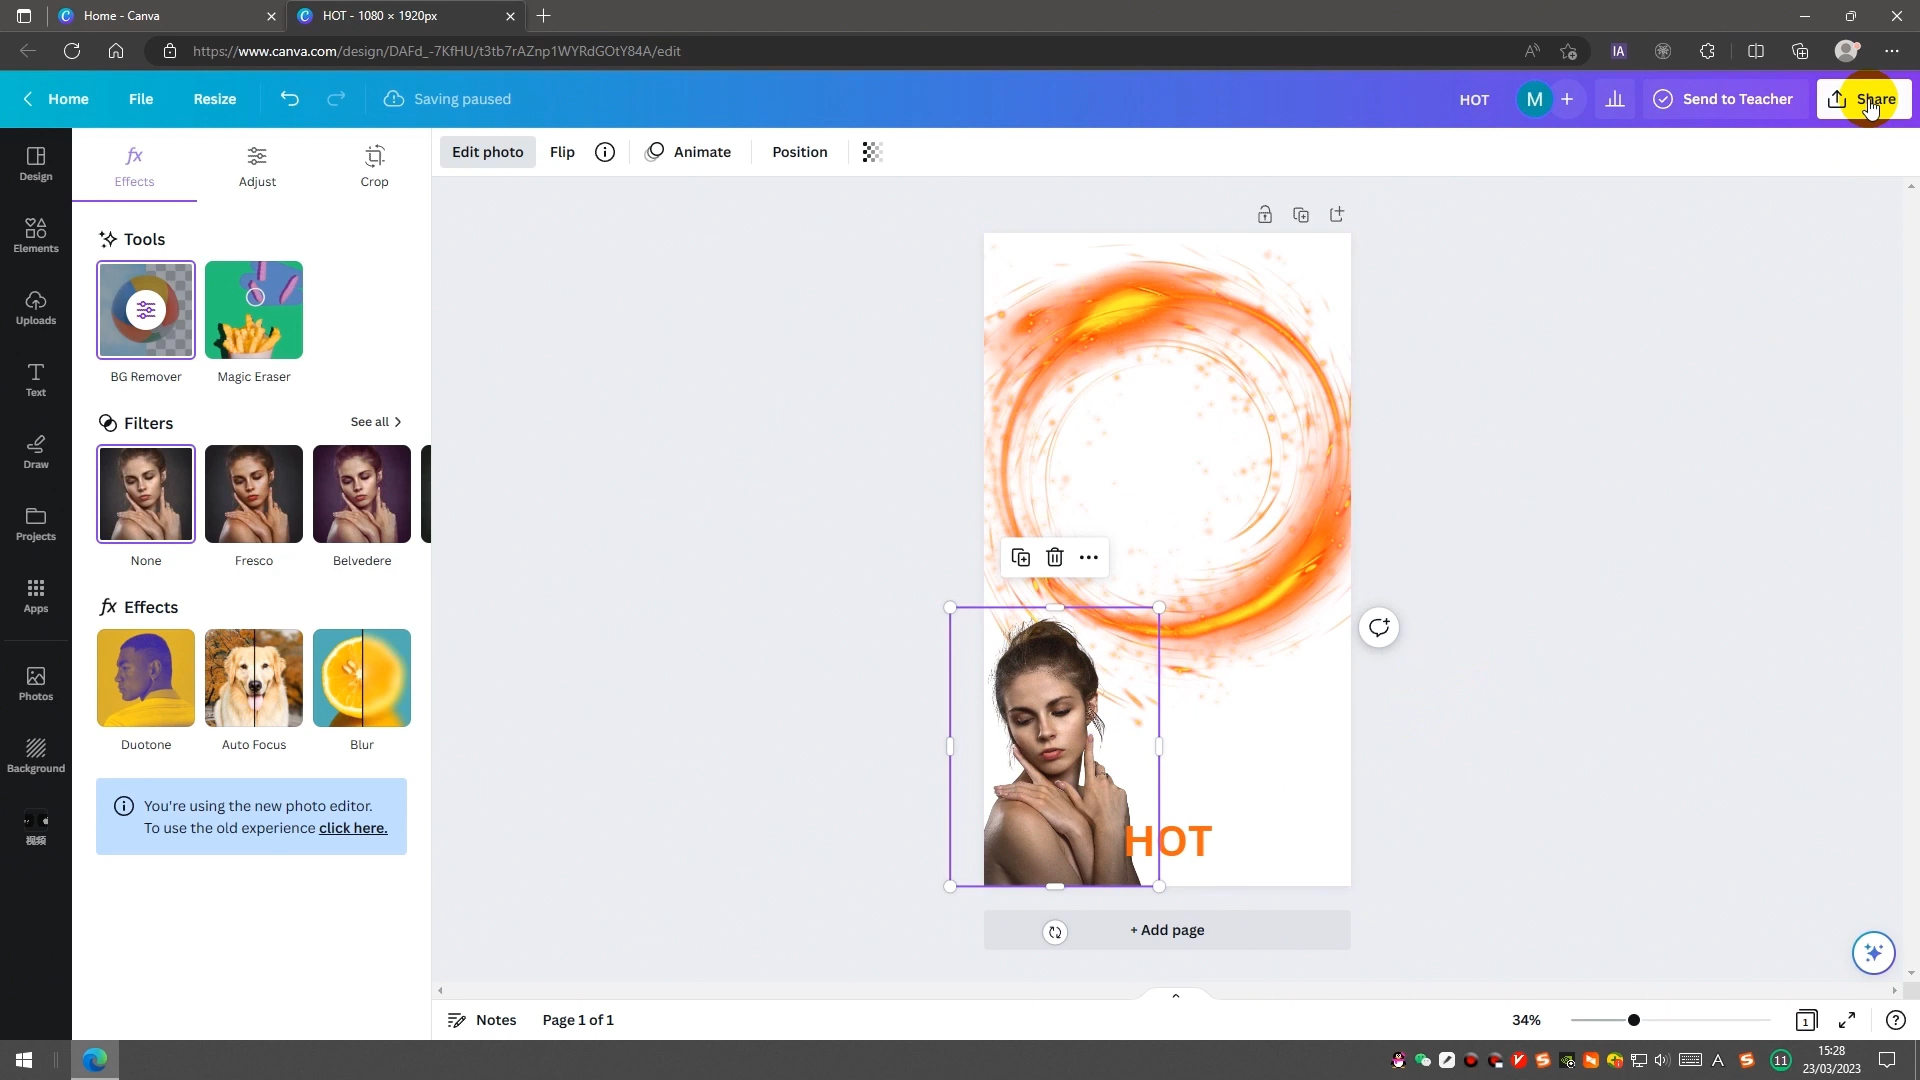 Home - Canva
HOT - 1080 × 1920px
https://www.canva.com/design/DAFd_-7KfHU/t3tb7rAZnp1WYRdGOtY84A/edit
IA
Home
File
Resize
Saving paused
HOT
M
Send to Teacher
Share
Design
Elements
Uploads
Text
Draw
Projects
Apps
Photos
Background
视频
Effects
Adjust
Crop
Edit photo
Flip
Animate
Position
Tools
BG Remover
Magic Eraser
Filters
See all
None
Fresco
Belvedere
fx Effects
Duotone
Auto Focus
Blur
You're using the new photo editor.
To use the old experience click here.
HOT
+ Add page
Notes
Page 1 of 1
34%
1
11
15:28
23/03/2023